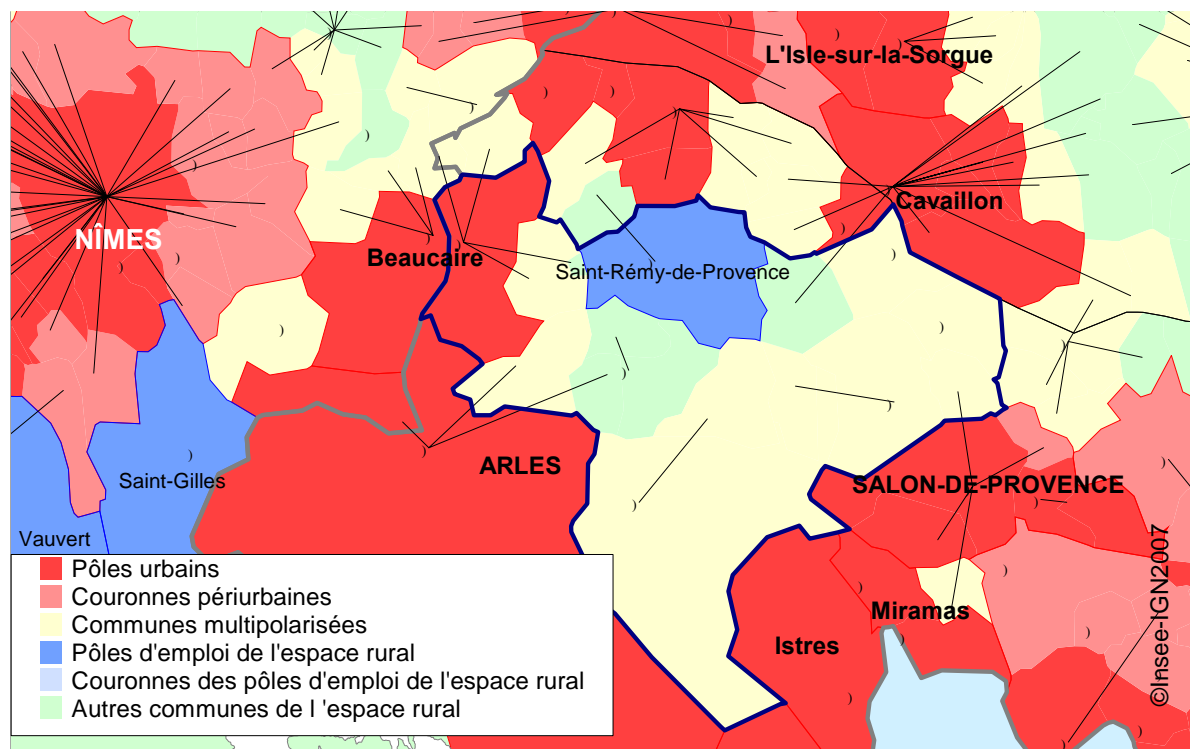 L'Isle-sur-la-Sorgue
Cavaillon
NÎMES
Beaucaire
Saint-Rémy-de-Provence
ARLES
SALON-DE-PROVENCE
Saint-Gilles
Vauvert
Miramas
Istres
©Insee-IGN2007
Pôles urbains
Couronnes périurbaines
Communes multipolarisées
Pôles d'emploi de l'espace rural
Couronnes des pôles d'emploi de l'espace rural
Autres communes de l 'espace rural